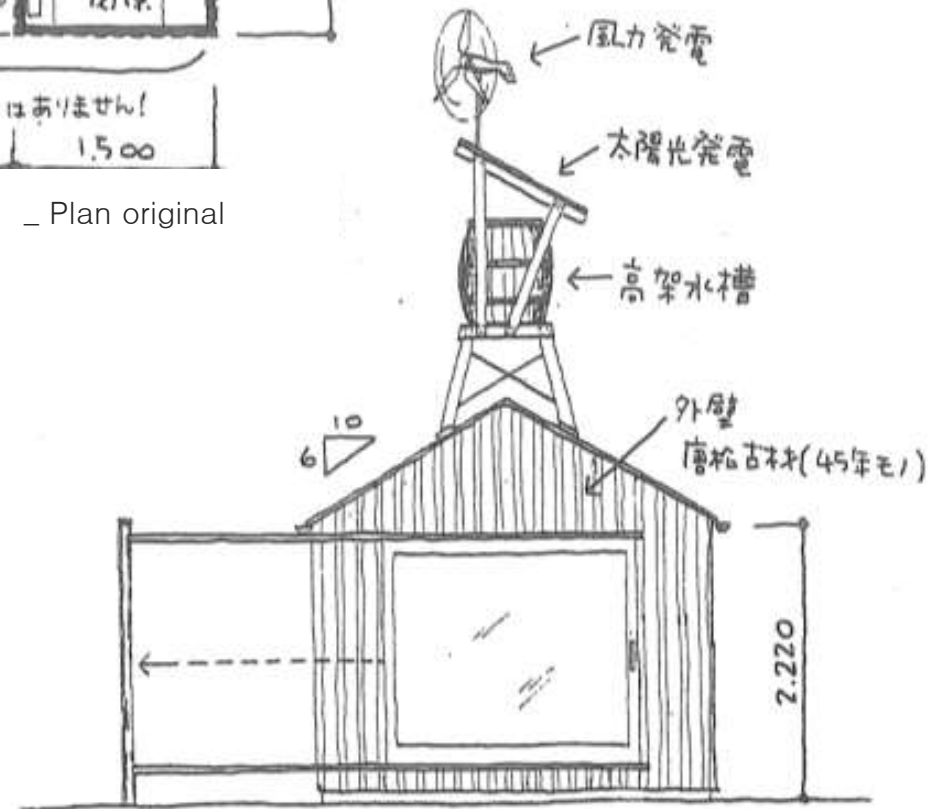 はありません!
1.500
_ Plan original
風力発電
太陽光発電
高架水槽
外壁
唐松古材(45年モノ)
10
6
2.220